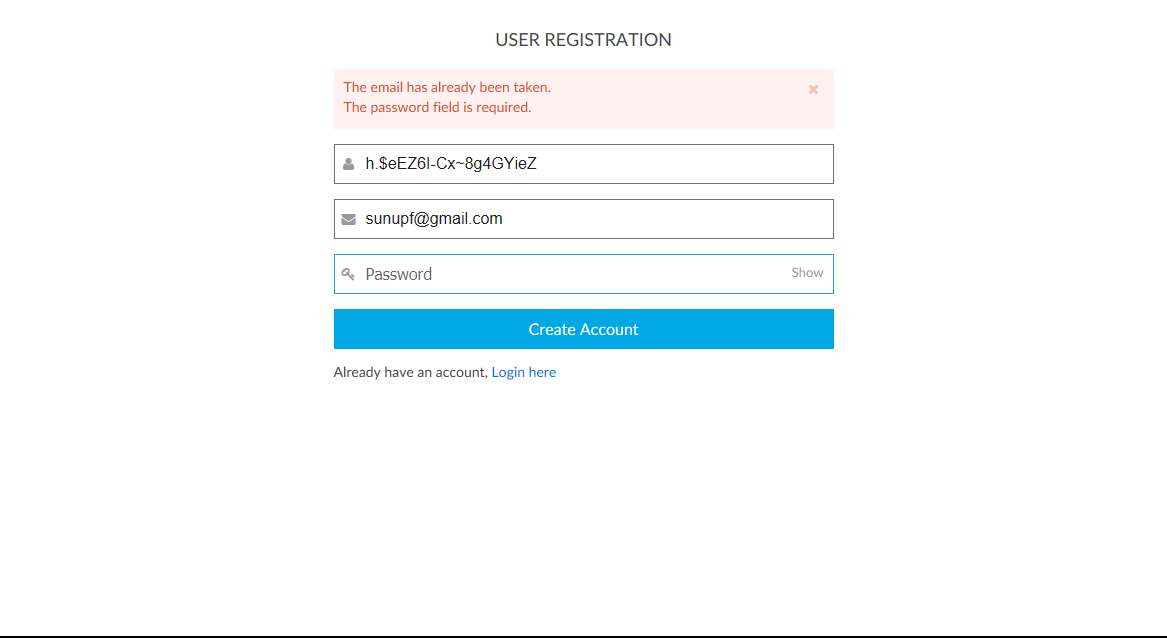 USER REGISTRATION
The email has already been taken.
The password field is required.
h.$eEZ6I-Cx~8g4GYieZ
sunupf@gmail.com
Password Show
Create Account
Already have an account, Login here